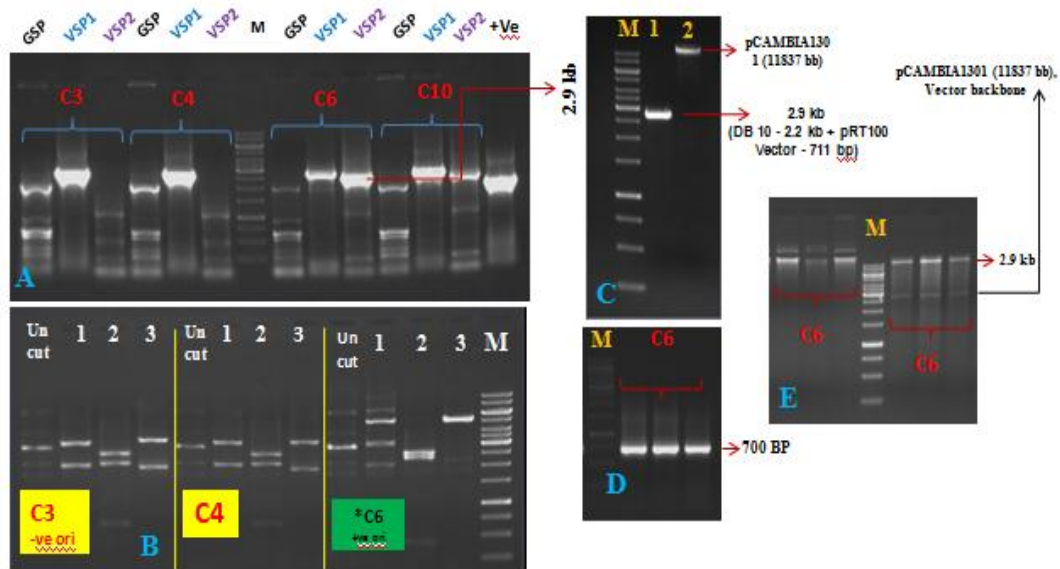 GSP VSP1 VSP2 GSP VSP1 VSP2 M GSP VSP1 VSP2 GSP VSP1 VSP2 +Ve
C3 C4 C6 C10
2.9 kb
A
Un cut 1 2 3
Un cut 1 2 3
Un cut 1 2 3 M
C3
-ve ori
B
C4
*C6
+ve ori
M 1 2
pCAMBIA130
1 (11837 bb)
2.9 kb
(DB 10 - 2.2 kb + pRT100
Vector - 711 bp)
C
M C6
700 BP
D
pCAMBIA1301 (11837 bb),
Vector backbone
M
2.9 kb
C6
C6
E